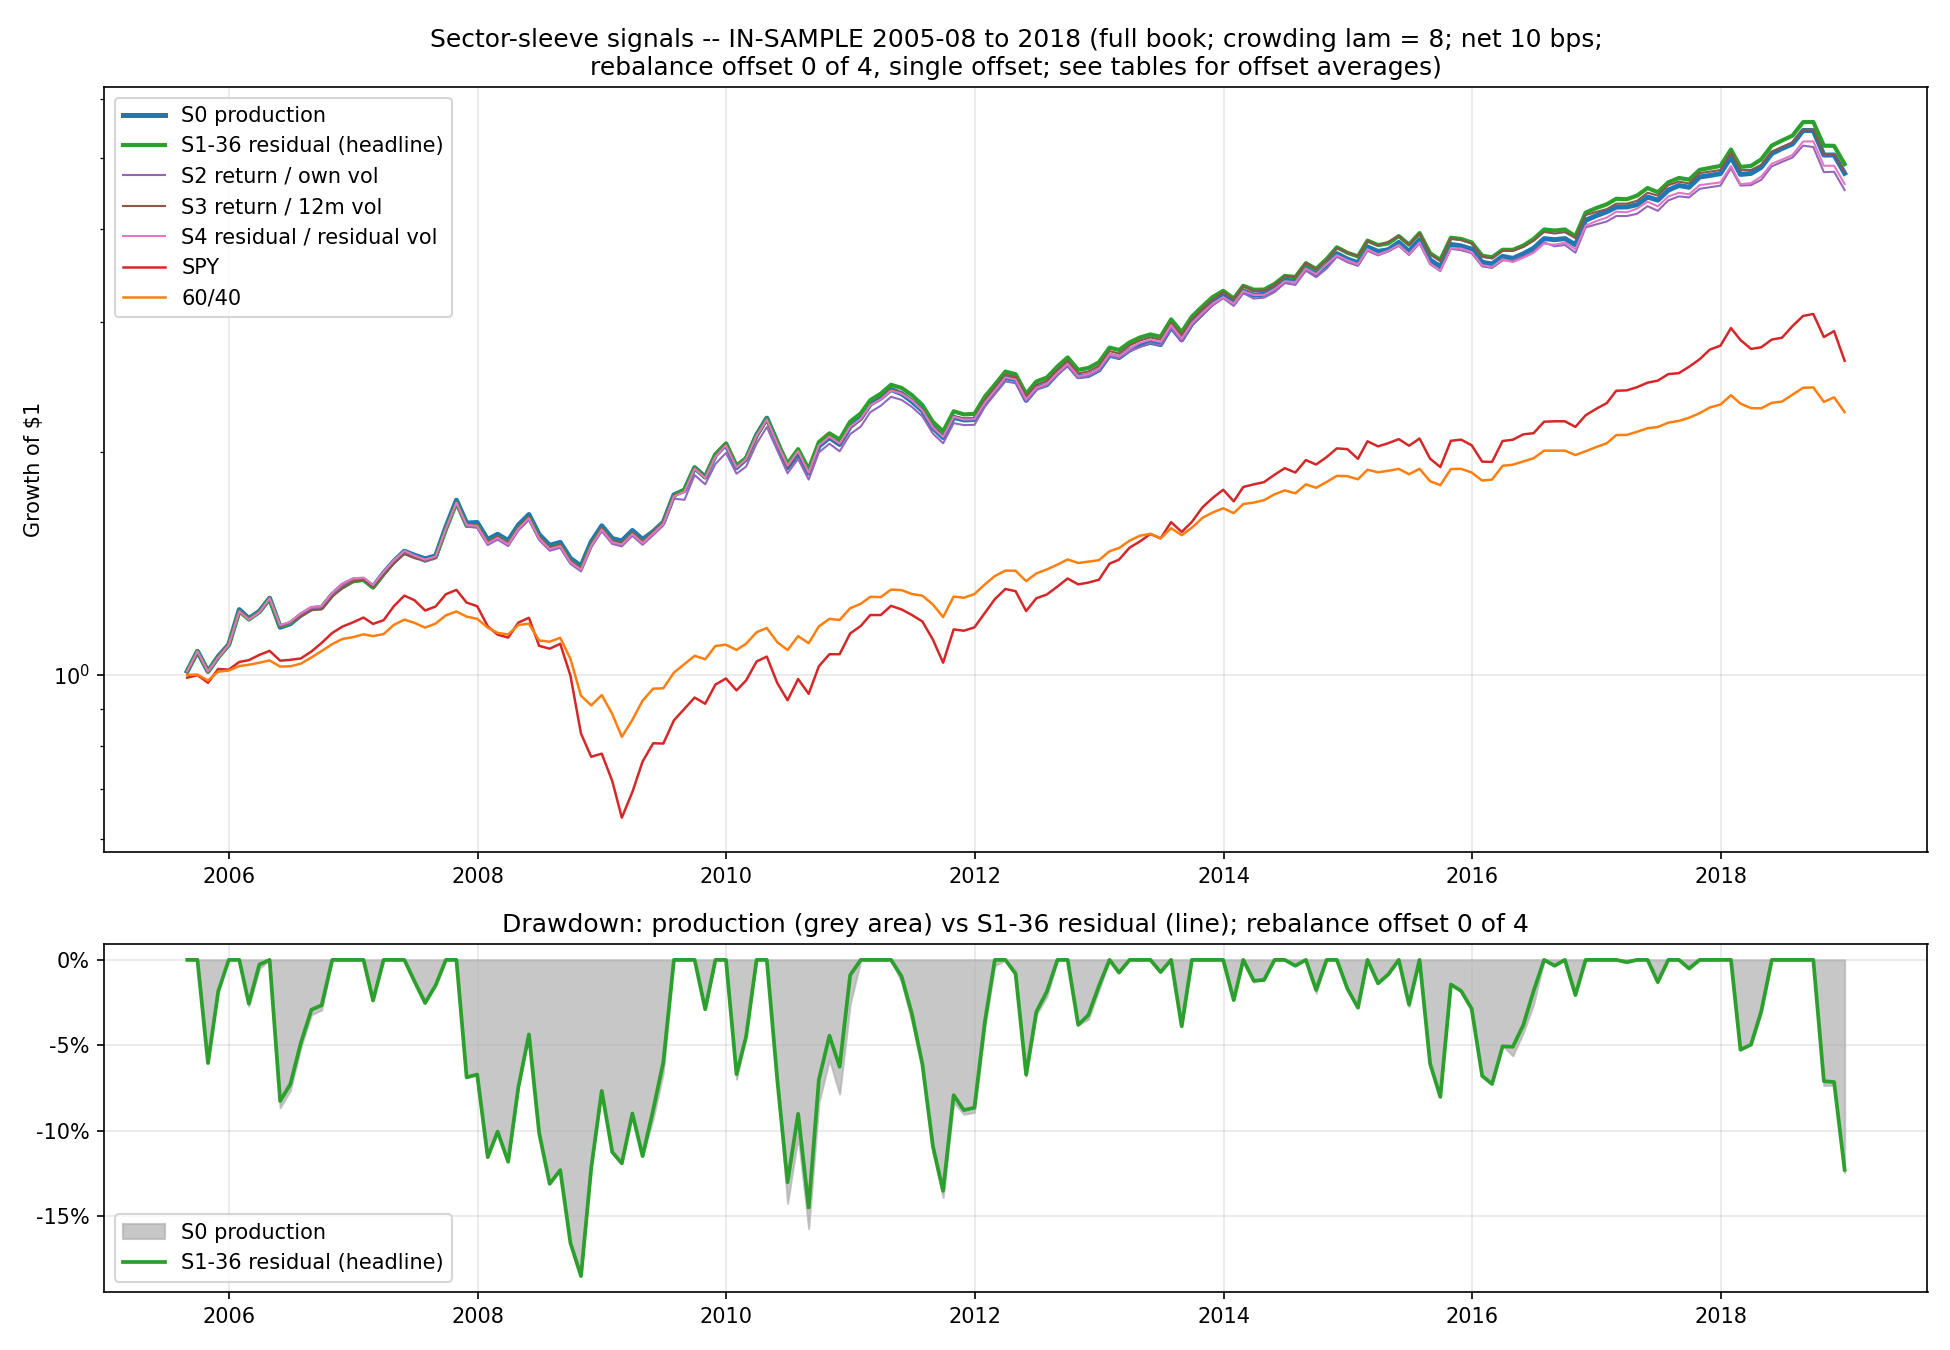 Sector-sleeve signals -- IN-SAMPLE 2005-08 to 2018 (full book; crowding lam = 8; net 10 bps;
rebalance offset 0 of 4, single offset; see tables for offset averages)
S0 production
S1-36 residual (headline)
S2 return / own vol
S3 return / 12m vol
S4 residual / residual vol
SPY
60/40
Growth of $1
10⁰
2006 2008 2010 2012 2014 2016 2018
Drawdown: production (grey area) vs S1-36 residual (line); rebalance offset 0 of 4
0%
-5%
-10%
-15%
S0 production
S1-36 residual (headline)
2006 2008 2010 2012 2014 2016 2018